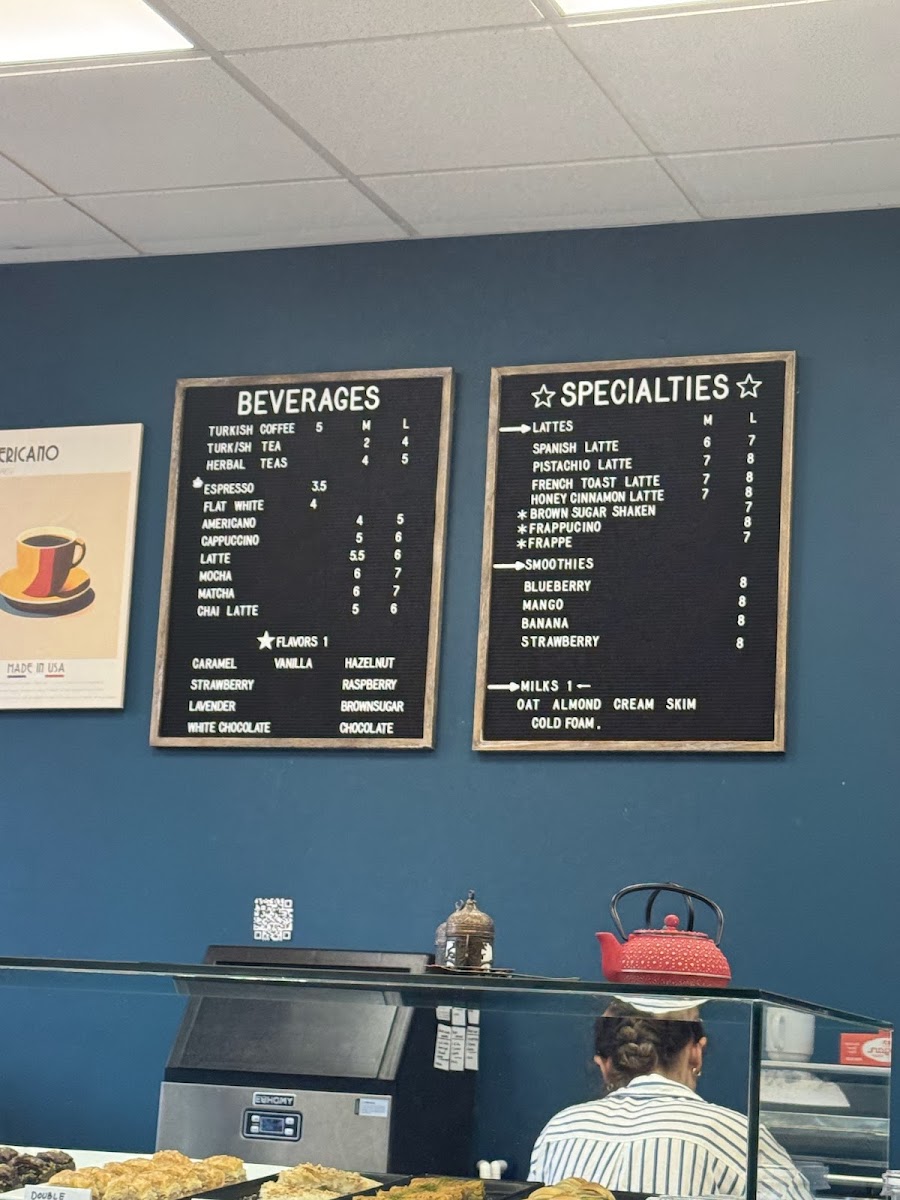 ERICANO
MADE IN USA
BEVERAGES
TURKISH COFFEE 5 M L
TURK/SH TEA 2 4
HERBAL TEAS 4 5
ESPRESSO 3.5
FLAT WHITE 4
AMERICANO 4 5
CAPPUCCINO 5 6
LATTE 5.5 6
MOCHA 6 7
MATCHA 6 7
CHAI LATTE 5 6
FLAVORS 1
CARAMEL VANILLA HAZELNUT
STRAWBERRY RASPBERRY
LAVENDER BROWNSUGAR
WHITE CHOCOLATE CHOCOLATE
SPECIALTIES
LATTES M L
SPANISH LATTE 6 7
PISTACHIO LATTE 7 8
FRENCH TOAST LATTE 7 8
HONEY CINNAMON LATTE 7 8
* BROWN SUGAR SHAKEN 7
* FRAPPUCINO 8
* FRAPPE 7
SMOOTHIES
BLUEBERRY 8
MANGO 8
BANANA 8
STRAWBERRY 8
MILKS 1
OAT ALMOND CREAM SKIM
COLD FOAM.
EUHOMY
DOUBLE